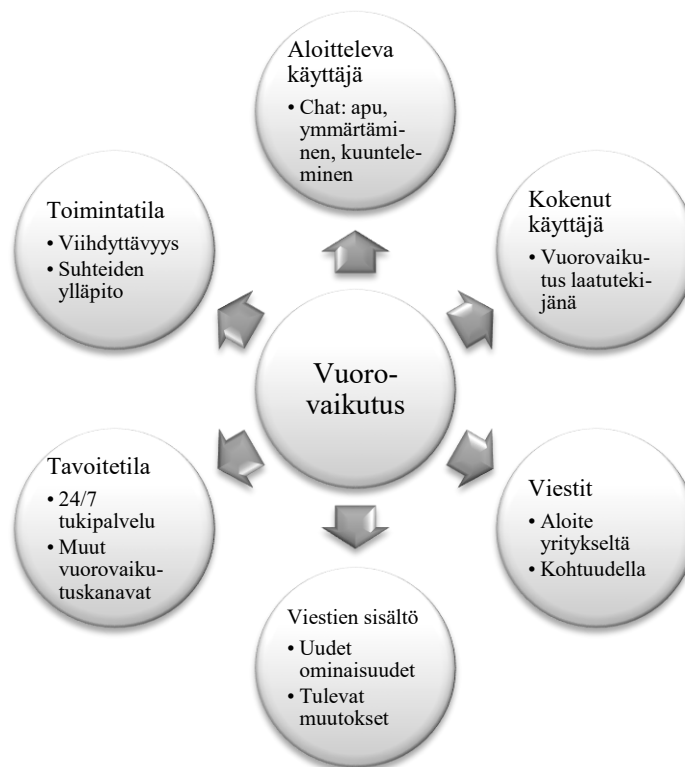 Aloitteleva
käyttäjä
• Chat: apu,
ymmärtämi-
nen, kuuntele-
minen
Kokenut
käyttäjä
• Vuorovaiku-
tus laatuteki-
jänä
Viestit
• Aloite
yritykseltä
• Kohtuudella
Viestien sisältö
• Uudet
ominaisuudet
• Tulevat
muutokset
Tavoitetila
• 24/7
tukipalvelu
• Muut
vuorovaiku-
tuskanavat
Toimintatila
• Viihdyttävyys
• Suhteiden
ylläpito
Vuoro-
vaikutus